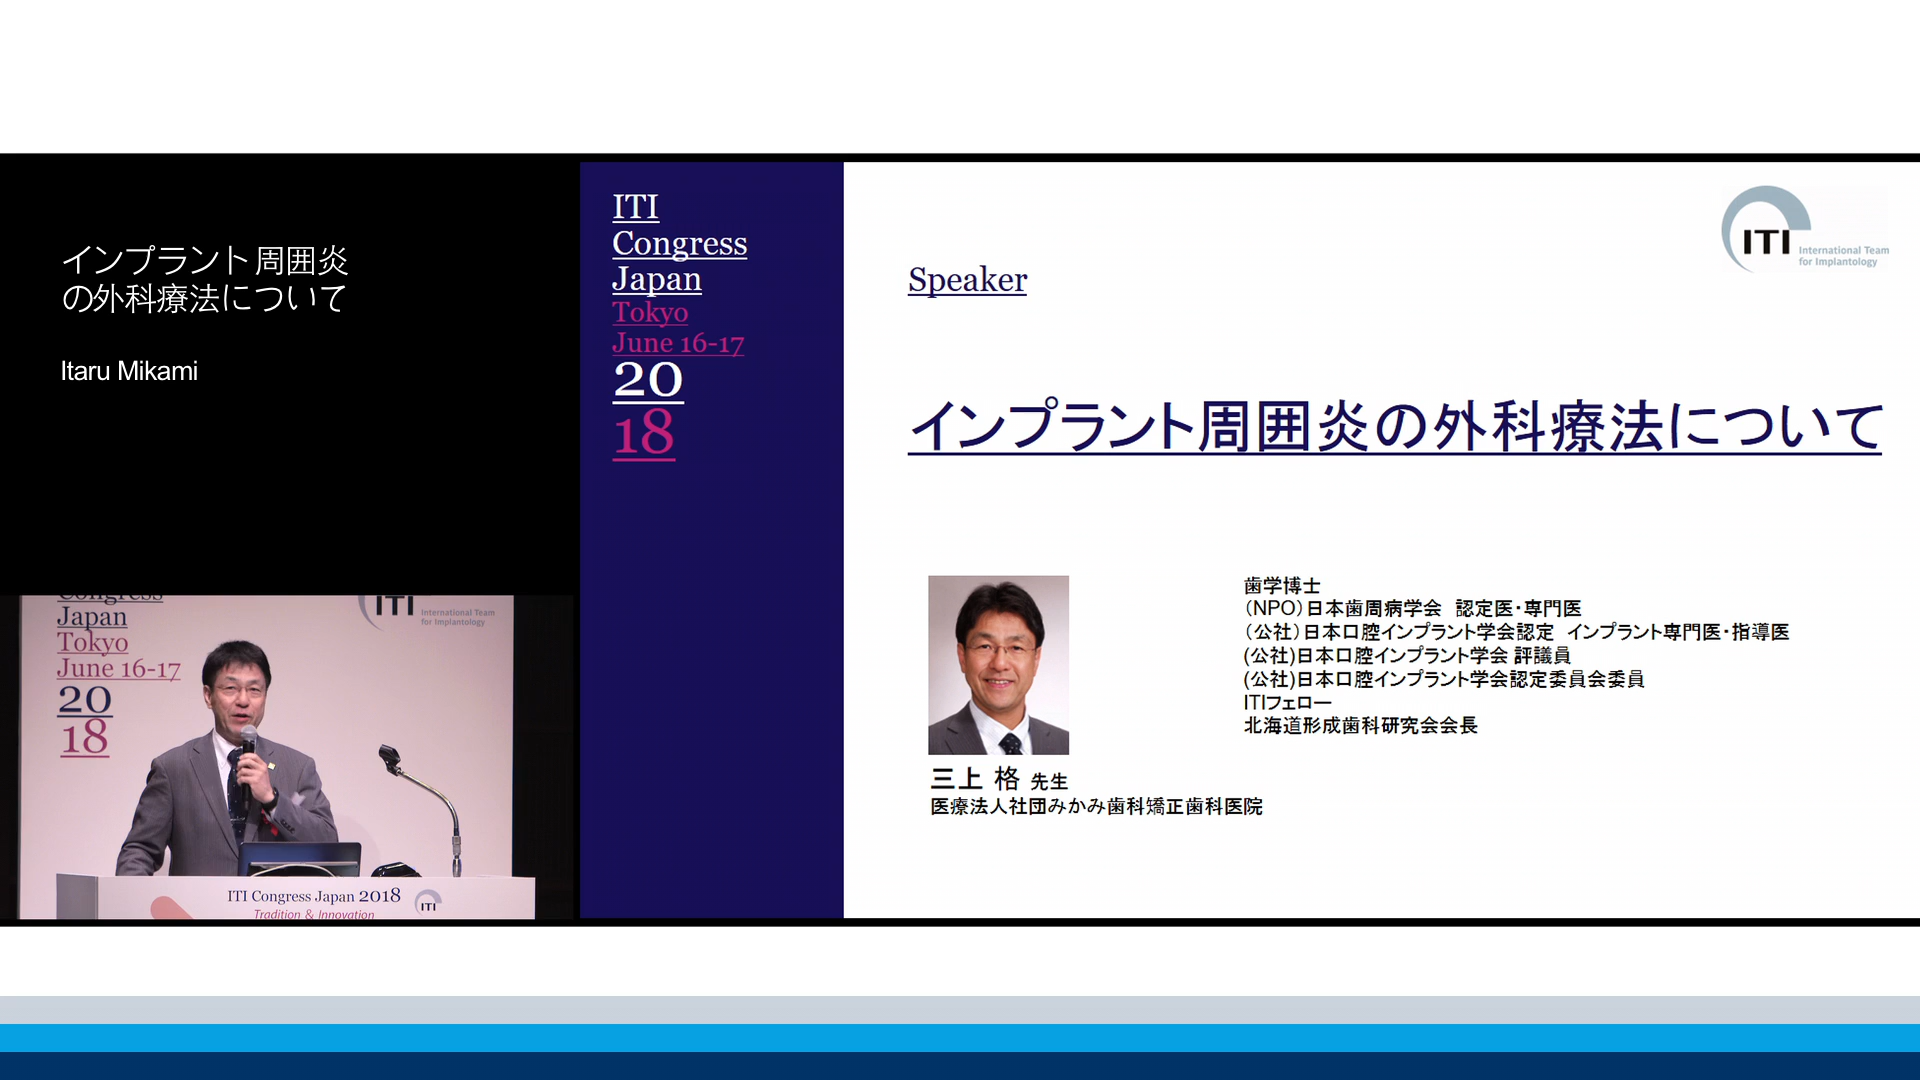 インプラント周囲炎
の外科療法について
Itaru Mikami
ITI
Congress
Japan
Tokyo
June 16-17
20
18
ITI
International Team
for Implantology
Speaker
インプラント周囲炎の外科療法について
歯学博士
（NPO）日本歯周病学会　認定医・専門医
（公社）日本口腔インプラント学会認定　インプラント専門医・指導医
(公社)日本口腔インプラント学会 評議員
(公社)日本口腔インプラント学会認定委員会委員
ITIフェロー
北海道形成歯科研究会会長
三上 格 先生
医療法人社団みかみ歯科矯正歯科医院
Congress
Japan
Tokyo
June 16-17
20
18
ITI
International Team
for Implantology
ITI Congress Japan 2018
ITI
Tradition & Innovation